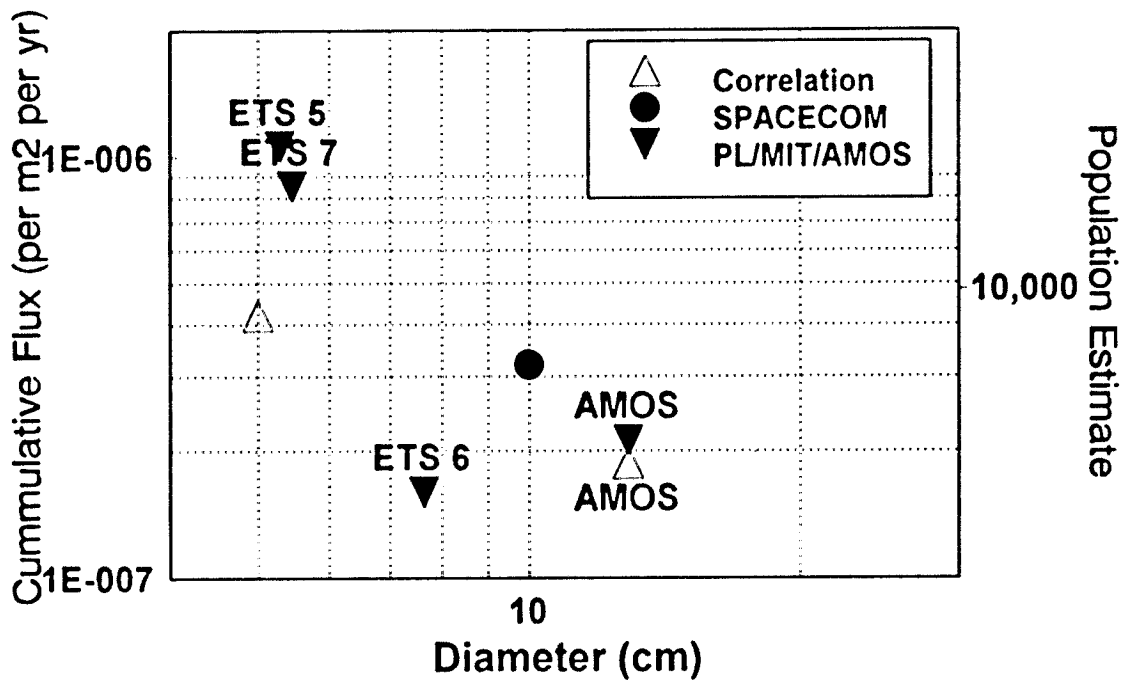 Cummulative Flux (per m2 per yr)
1E-006
1E-007
ETS 5
ETS 7
ETS 6
AMOS
AMOS
Correlation
SPACECOM
PL/MIT/AMOS
10,000
Population Estimate
10
Diameter (cm)